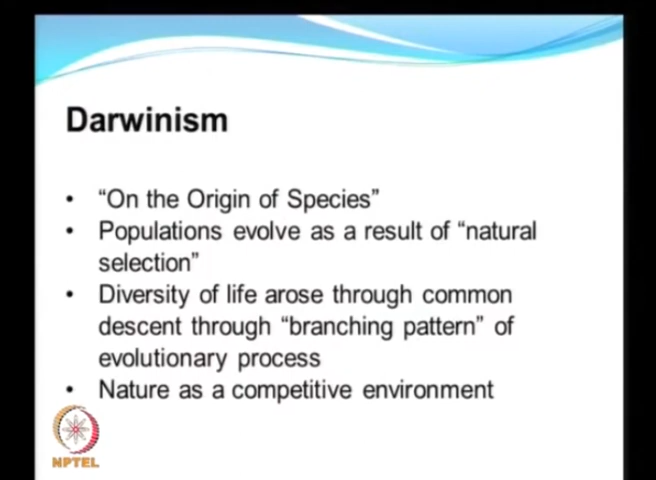 Darwinism
• “On the Origin of Species”
• Populations evolve as a result of “natural
selection”
• Diversity of life arose through common
descent through “branching pattern” of
evolutionary process
• Nature as a competitive environment
NPTEL